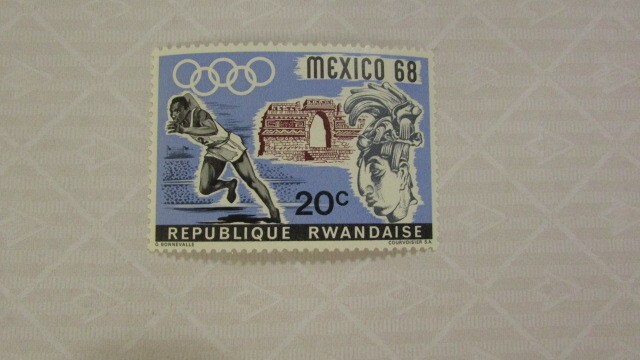 MEXICO 68
20c
REPUBLIQUE RWANDAISE
O. BONNEVALLE
COURVOISIER S.A.